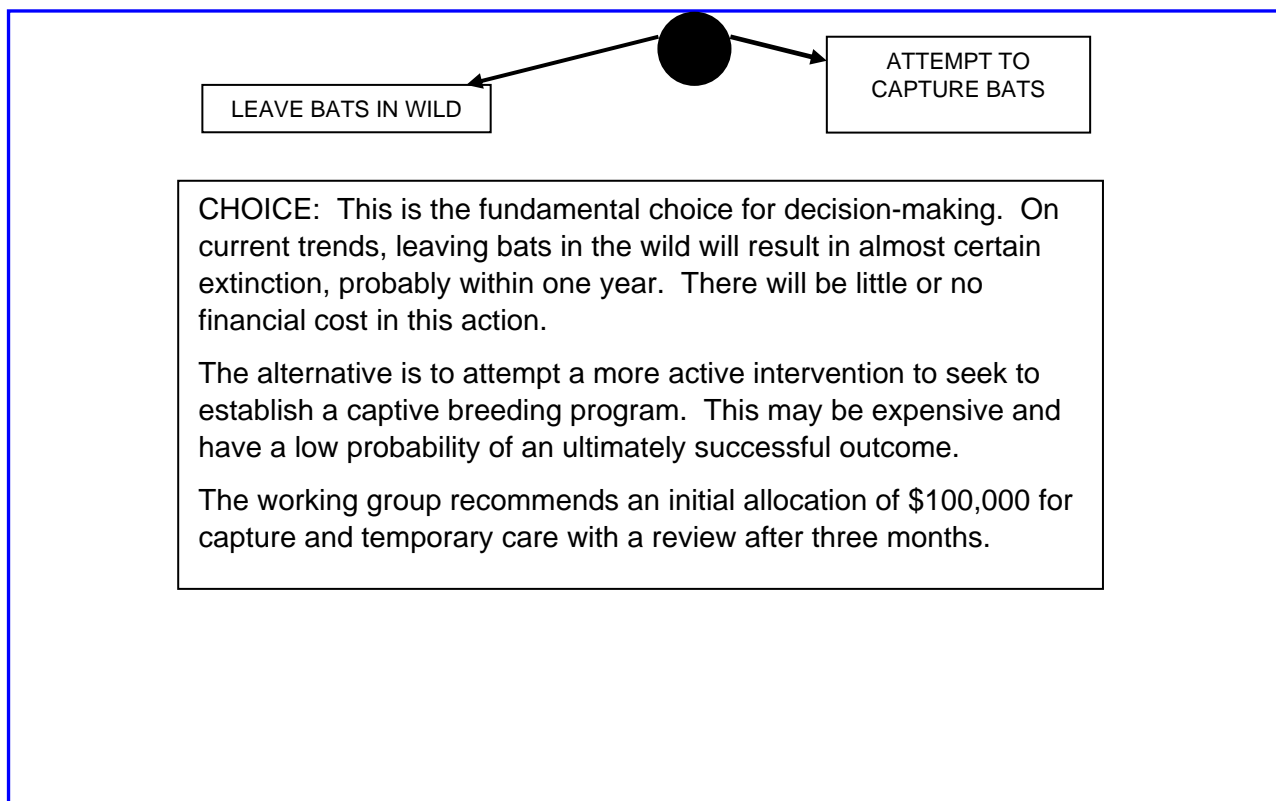 LEAVE BATS IN WILD
ATTEMPT TO
CAPTURE BATS
CHOICE:  This is the fundamental choice for decision-making.  On
current trends, leaving bats in the wild will result in almost certain
extinction, probably within one year.  There will be little or no
financial cost in this action.
The alternative is to attempt a more active intervention to seek to
establish a captive breeding program.  This may be expensive and
have a low probability of an ultimately successful outcome.
The working group recommends an initial allocation of $100,000 for
capture and temporary care with a review after three months.